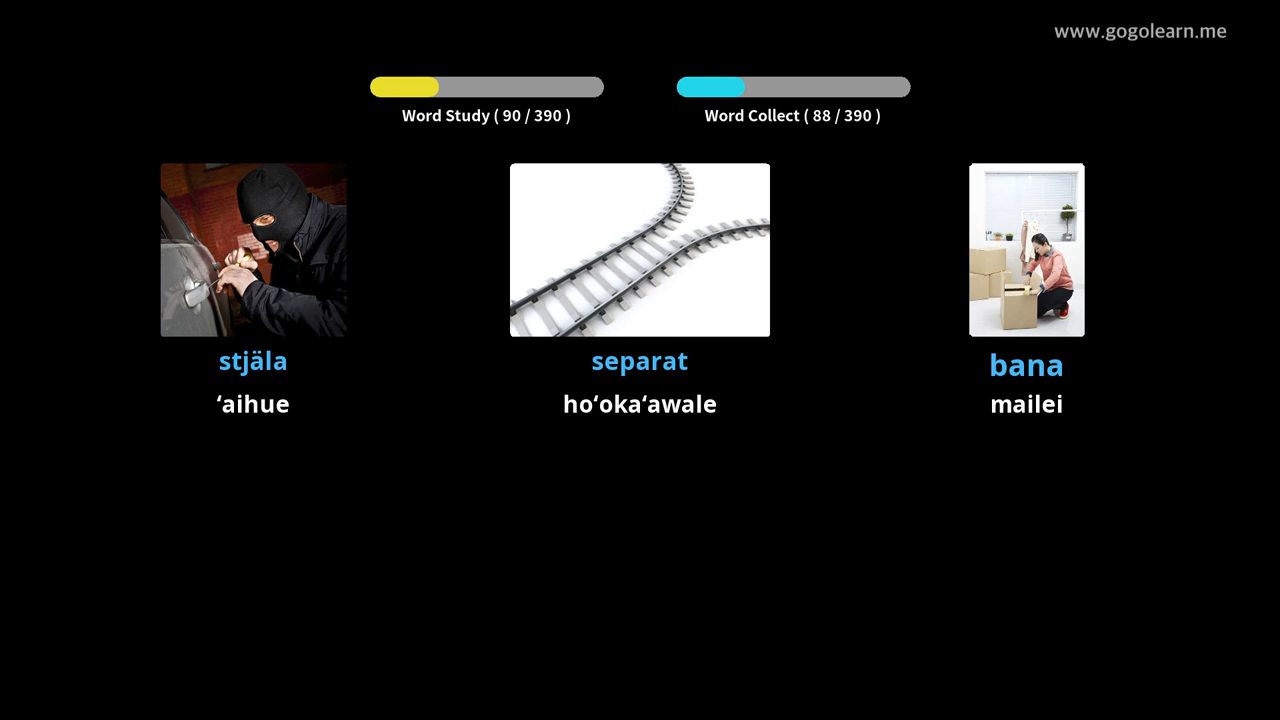 www.gogolearn.me
Word Study ( 90 / 390 )
Word Collect ( 88 / 390 )
stjäla
separat
bana
ʻaihue
hoʻokaʻawale
mailei